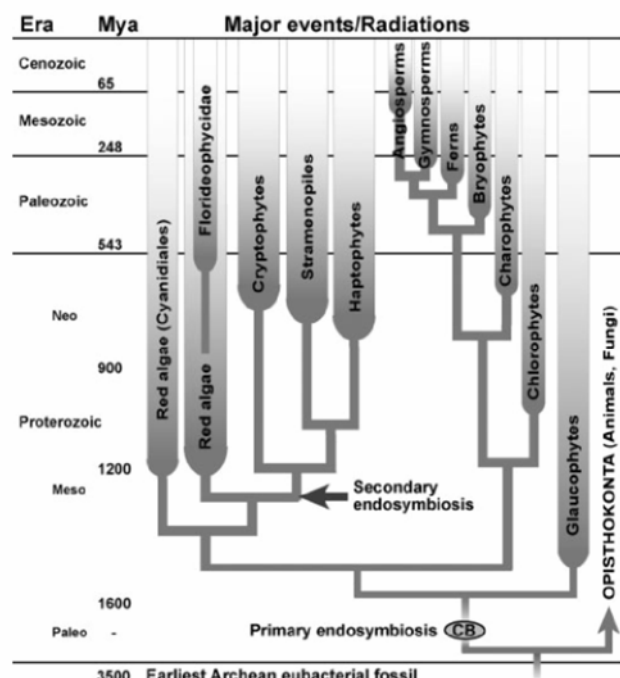 Era Mya Major events/Radiations
Cenozoic
65
Mesozoic
248
Paleozoic
543
Neo
900
Proterozoic
1200
Meso
1600
Paleo -
3500 Earliest Archean eubacterial fossil
Red algae (Cyanidiales)
Florideophycidae
Red algae
Cryptophytes
Stramenopiles
Haptophytes
Angiosperms
Gymnosperms
Ferns
Bryophytes
Charophytes
Chlorophytes
Glaucophytes
OPISTHOKONTA (Animals, Fungi)
Secondary
endosymbiosis
Primary endosymbiosis CB